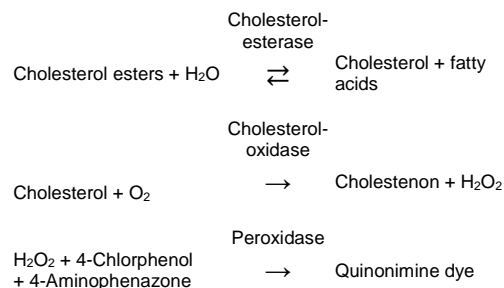 Cholesterol-
esterase
Cholesterol esters + H₂O ⇄ Cholesterol + fatty
acids
Cholesterol-
oxidase
Cholesterol + O₂ → Cholestenon + H₂O₂
Peroxidase
H₂O₂ + 4-Chlorphenol
+ 4-Aminophenazone → Quinonimine dye